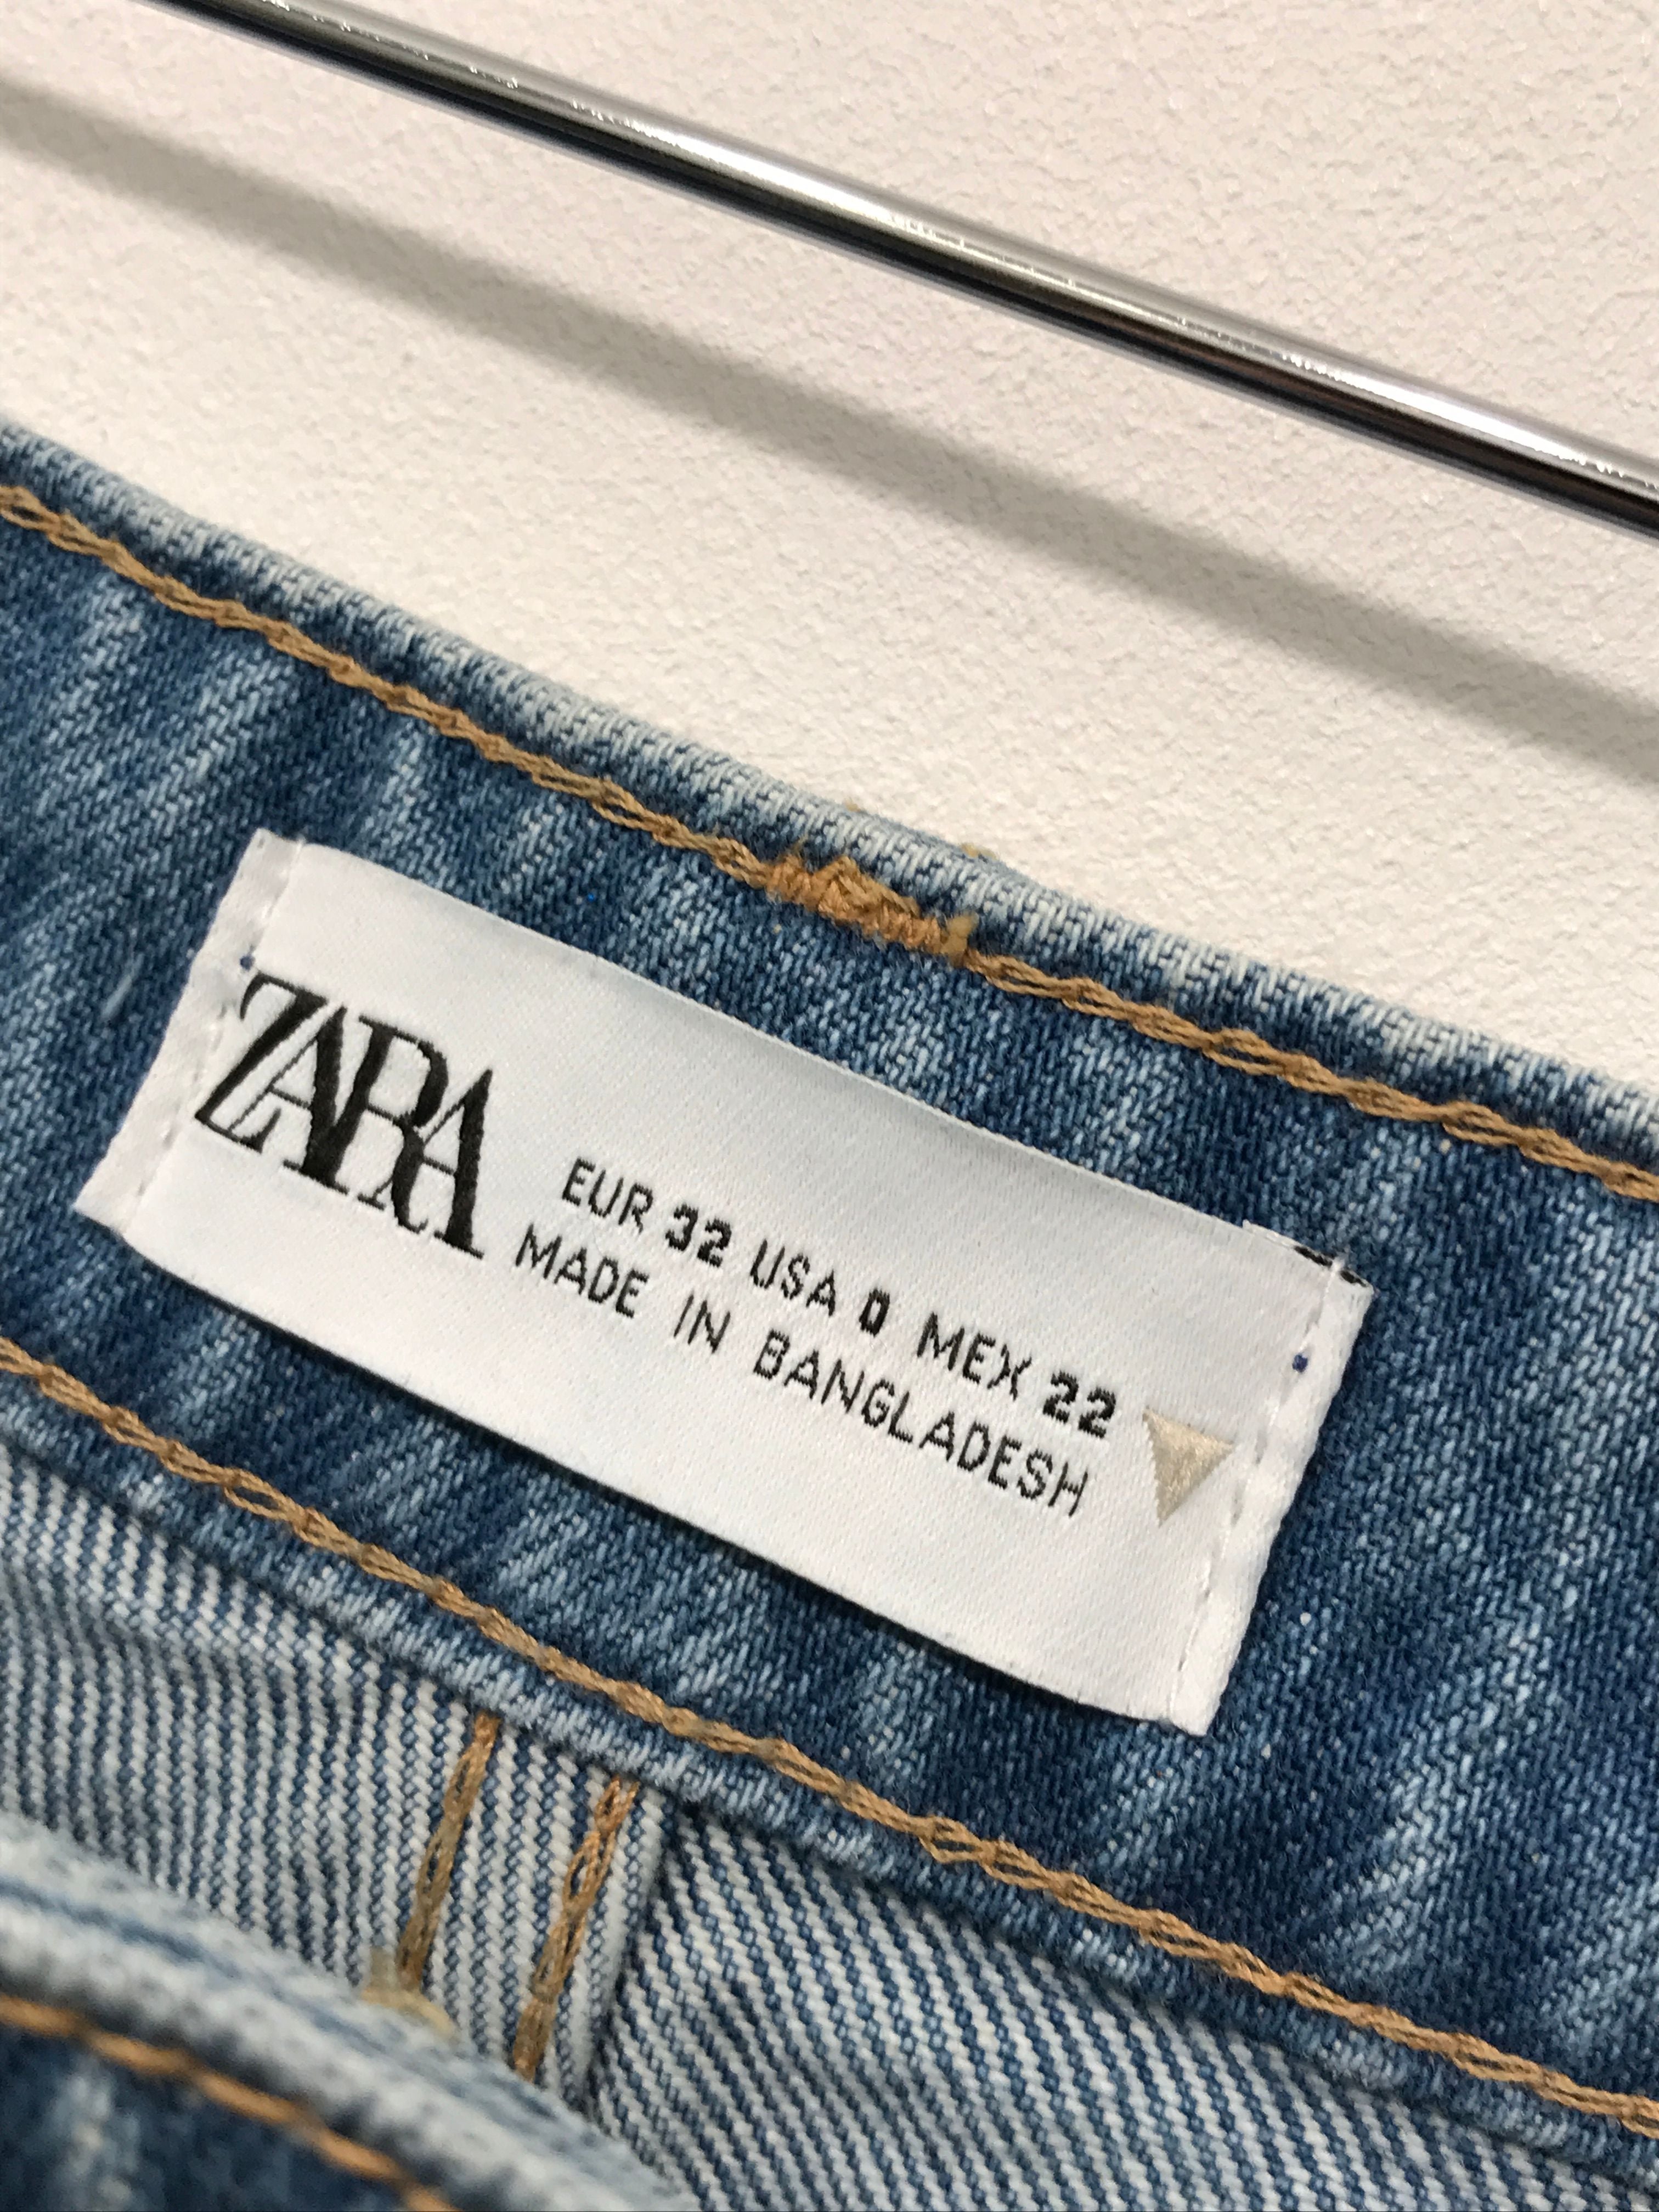 ZARA
EUR 32 USA 0 MEX 22
MADE IN BANGLADESH